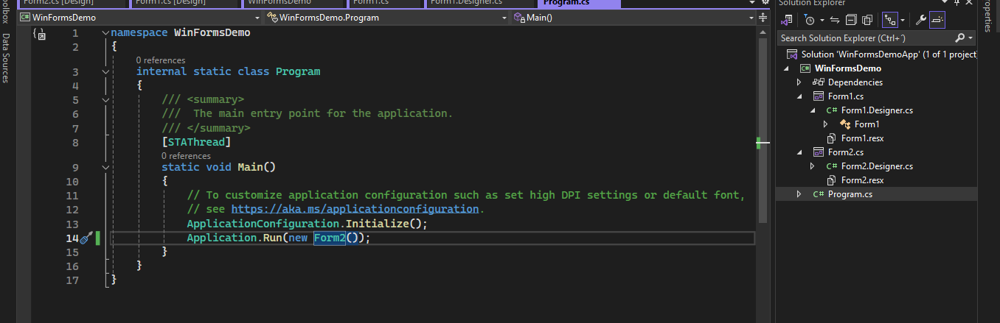 Form2.cs [Design]
Form1.cs [Design]
WinFormsDemo
Form1.cs
Form1.Designer.cs
Program.cs
WinFormsDemo
WinFormsDemo.Program
Main()
1 namespace WinFormsDemo
2 {
0 references
3 internal static class Program
4 {
5 /// <summary>
6 /// The main entry point for the application.
7 /// </summary>
8 [STAThread]
0 references
9 static void Main()
10 {
11 // To customize application configuration such as set high DPI settings or default font,
12 // see https://aka.ms/applicationconfiguration.
13 ApplicationConfiguration.Initialize();
14 Application.Run(new Form2());
15 }
16 }
17 }
Data Sources
Solution Explorer
Search Solution Explorer (Ctrl+´)
Solution 'WinFormsDemoApp' (1 of 1 project
C# WinFormsDemo
Dependencies
Form1.cs
C# Form1.Designer.cs
Form1
Form1.resx
Form2.cs
C# Form2.Designer.cs
Form2.resx
C# Program.cs
Properties